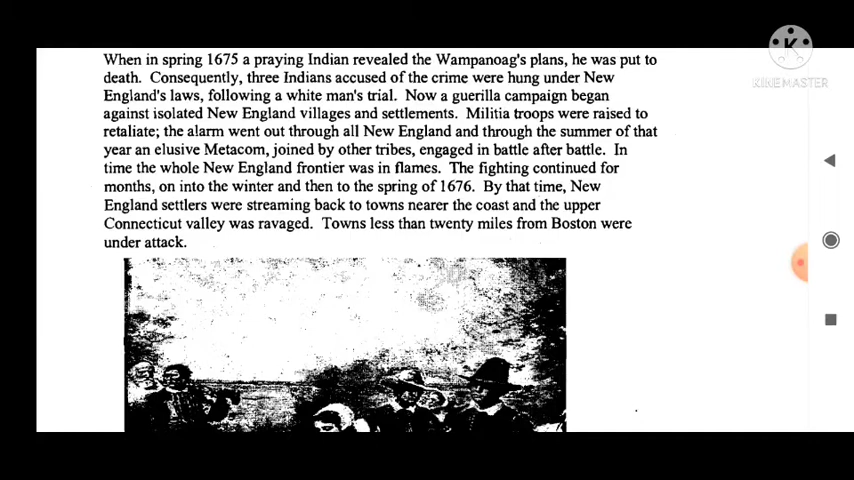 When in spring 1675 a praying Indian revealed the Wampanoag's plans, he was put to
death. Consequently, three Indians accused of the crime were hung under New
England's laws, following a white man's trial. Now a guerilla campaign began
against isolated New England villages and settlements. Militia troops were raised to
retaliate; the alarm went out through all New England and through the summer of that
year an elusive Metacom, joined by other tribes, engaged in battle after battle. In
time the whole New England frontier was in flames. The fighting continued for
months, on into the winter and then to the spring of 1676. By that time, New
England settlers were streaming back to towns nearer the coast and the upper
Connecticut valley was ravaged. Towns less than twenty miles from Boston were
under attack.
K
KINEMASTER